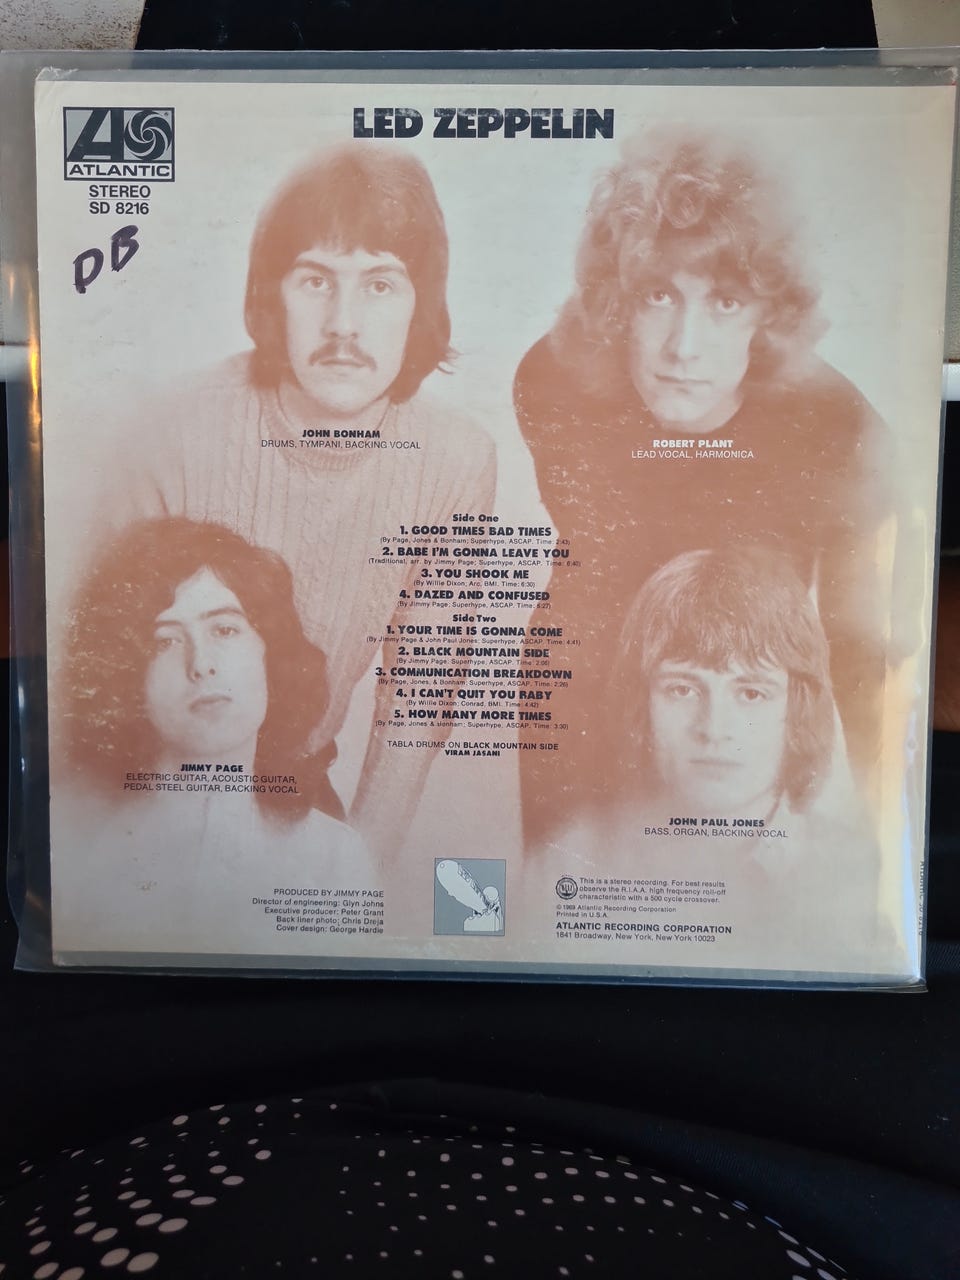 LED ZEPPELIN
ATLANTIC
STEREO
SD 8216
DB
JOHN BONHAM
DRUMS, TYMPANI, BACKING VOCAL
ROBERT PLANT
LEAD VOCAL, HARMONICA
Side One
1. GOOD TIMES BAD TIMES
(By Page, Jones & Bonham; Superhype, ASCAP. Time: 2:43)
2. BABE I'M GONNA LEAVE YOU
(Traditional, arr. by Jimmy Page; Superhype, ASCAP. Time: 6:40)
3. YOU SHOOK ME
(By Willie Dixon; Arc, BMI. Time: 6:30)
4. DAZED AND CONFUSED
(By Jimmy Page; Superhype, ASCAP. Time: 6:27)
Side Two
1. YOUR TIME IS GONNA COME
(By Jimmy Page & John Paul Jones; Superhype, ASCAP. Time: 4:41)
2. BLACK MOUNTAIN SIDE
(By Jimmy Page; Superhype, ASCAP. Time: 2:06)
3. COMMUNICATION BREAKDOWN
(By Page, Jones, & Bonham; Superhype, ASCAP. Time: 2:26)
4. I CAN'T QUIT YOU BABY
(By Willie Dixon; Conrad, BMI. Time: 4:42)
5. HOW MANY MORE TIMES
(By Page, Jones & Bonham; Superhype, ASCAP. Time: 3:30)
TABLA DRUMS ON BLACK MOUNTAIN SIDE
VIRAM JASANI
JIMMY PAGE
ELECTRIC GUITAR, ACOUSTIC GUITAR,
PEDAL STEEL GUITAR, BACKING VOCAL
JOHN PAUL JONES
BASS, ORGAN, BACKING VOCAL
PRODUCED BY JIMMY PAGE
Director of engineering: Glyn Johns
Executive producer: Peter Grant
Back liner photo: Chris Dreja
Cover design: George Hardie
This is a stereo recording. For best results
observe the R.I.A.A. high frequency roll-off
characteristic with a 500 cycle crossover.
© 1969 Atlantic Recording Corporation
Printed in U.S.A.
ATLANTIC RECORDING CORPORATION
1841 Broadway, New York, New York 10023